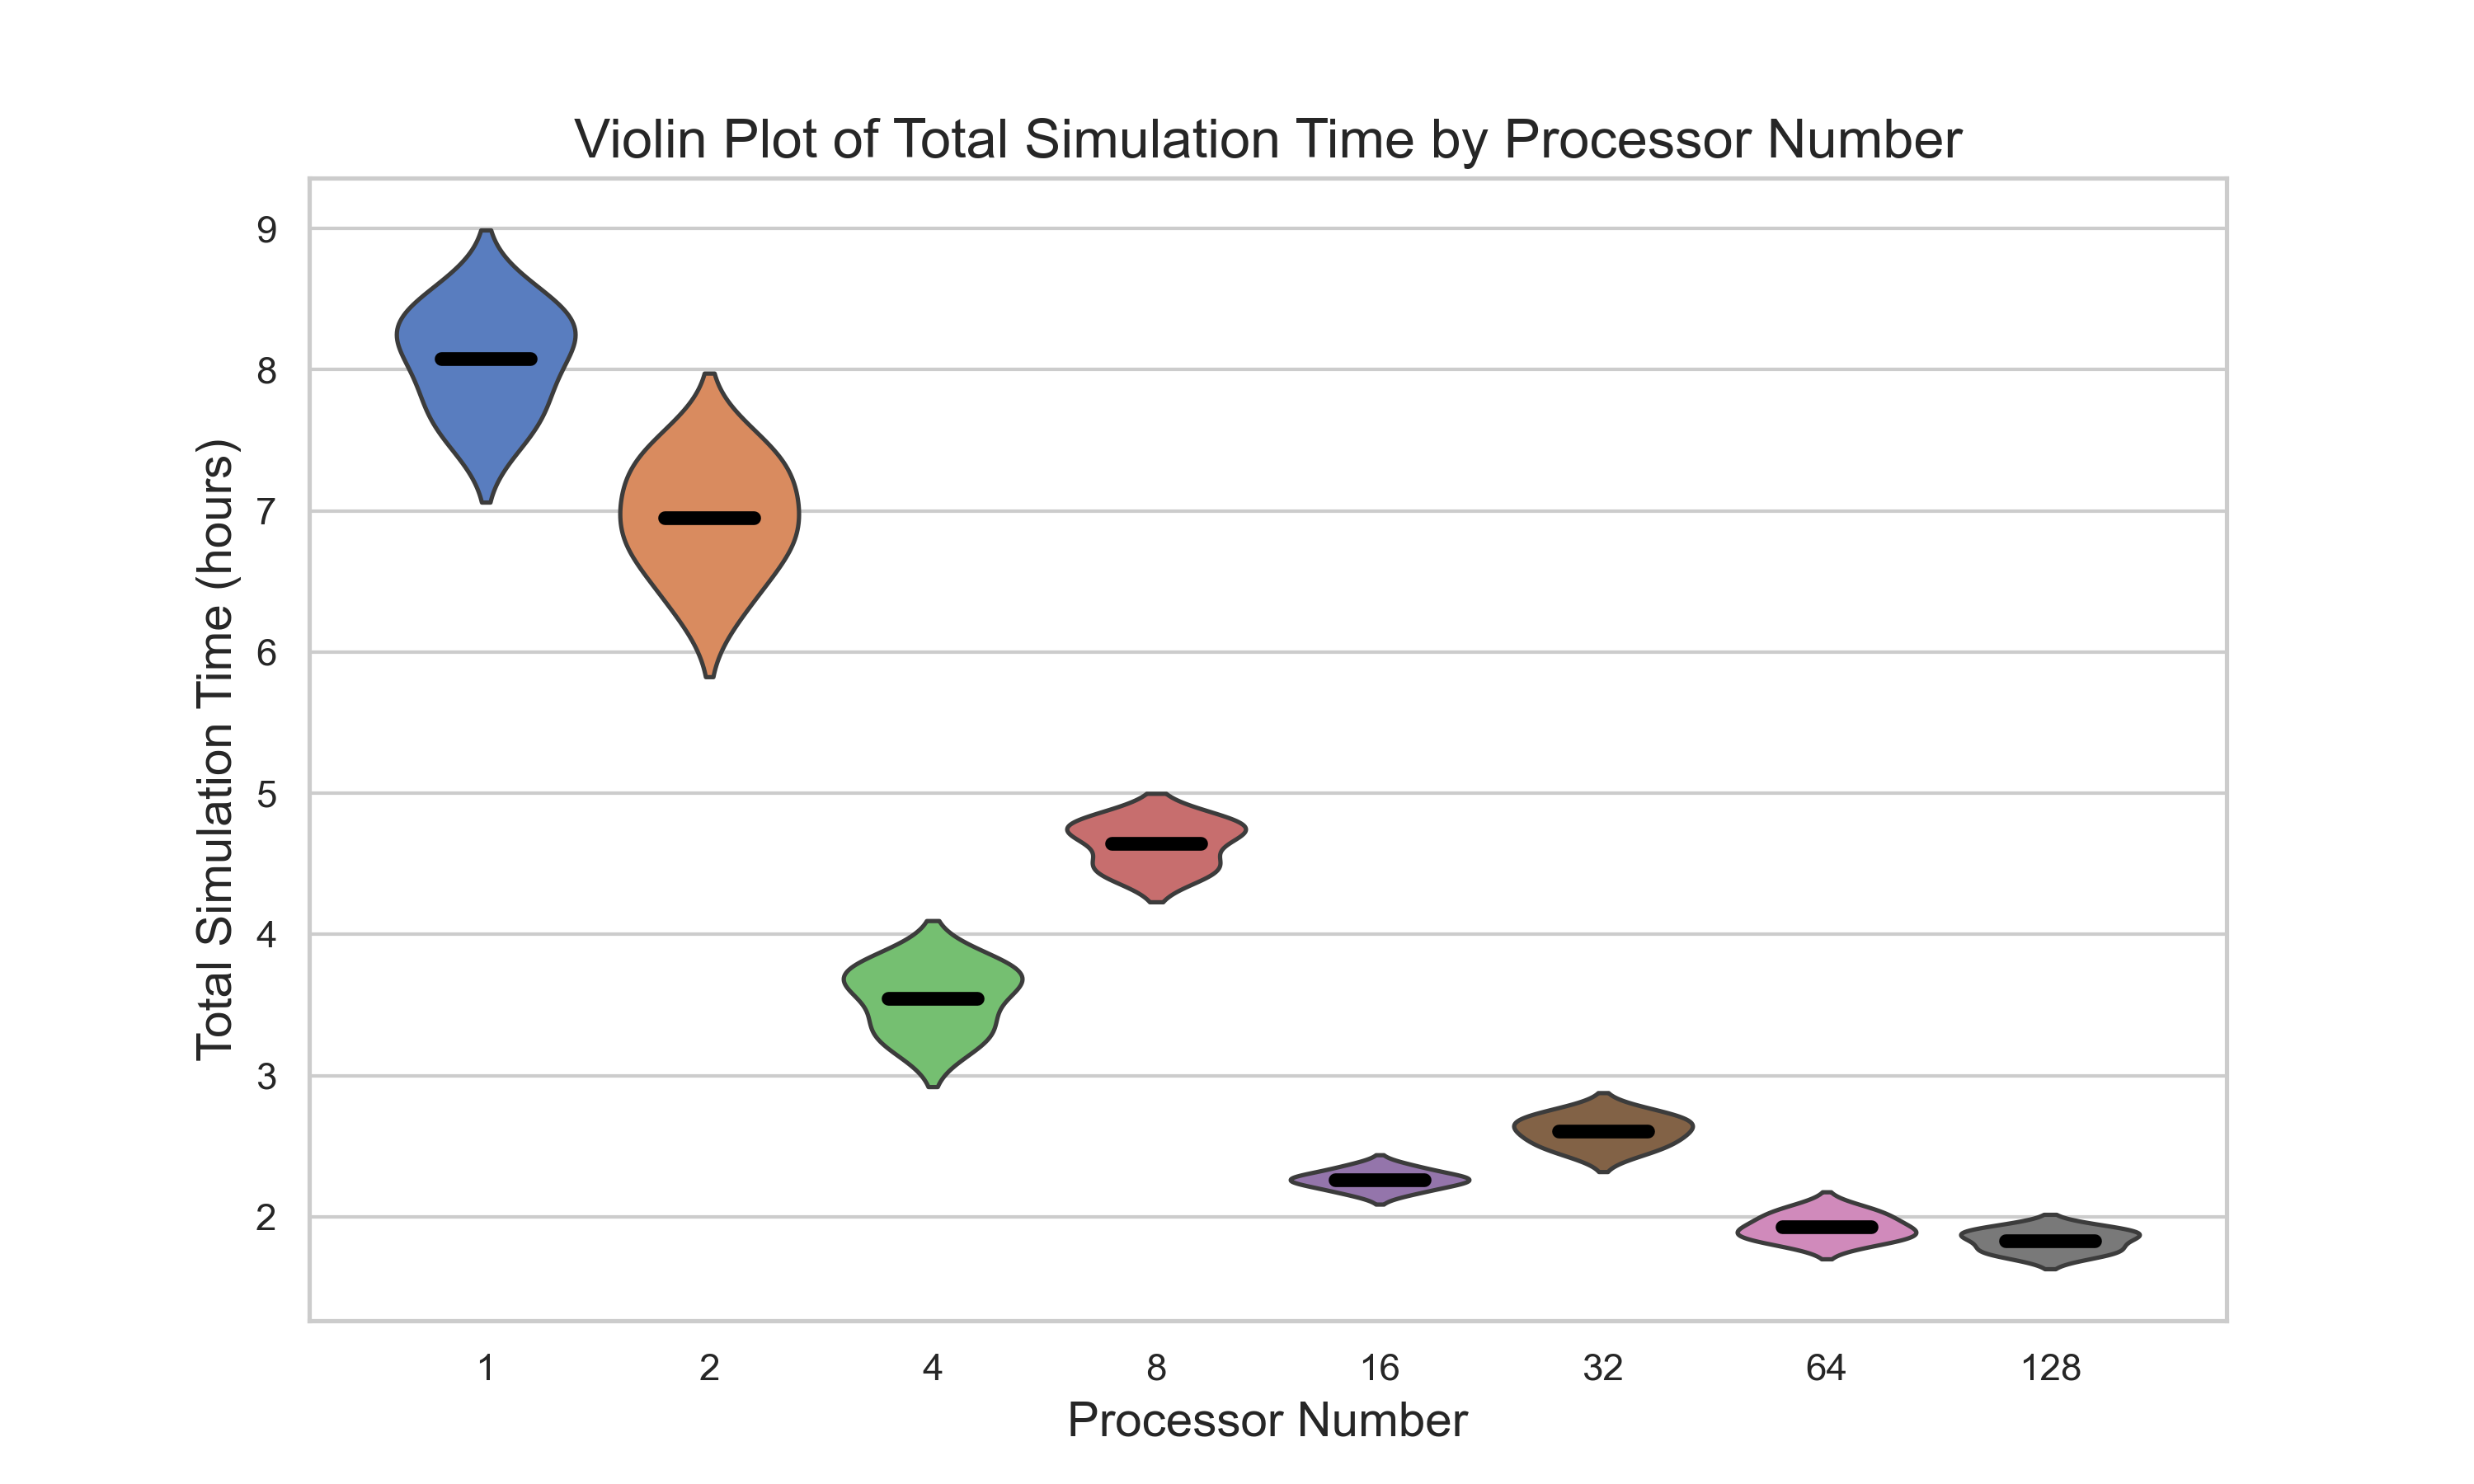 Violin Plot of Total Simulation Time by Processor Number
Total Simulation Time (hours)
9
8
7
6
5
4
3
2
1 2 4 8 16 32 64 128
Processor Number